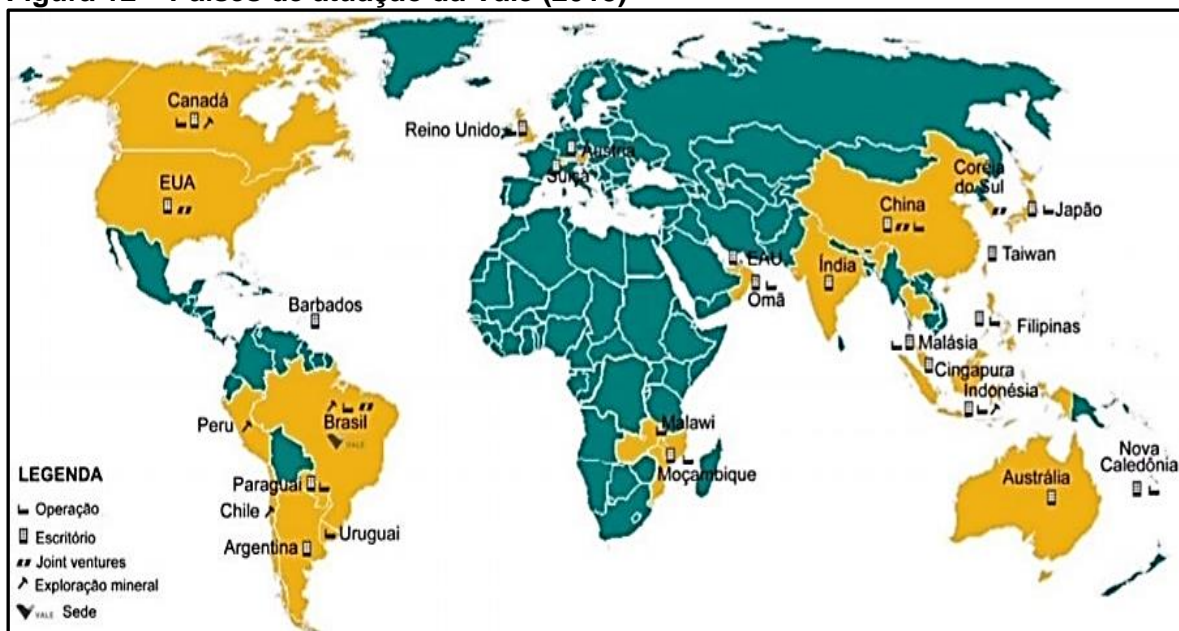 Canadá
EUA
Barbados
Peru
Brasil
VALE
Paraguai
Chile
Uruguai
Argentina
Reino Unido
Áustria
Suíça
EAU
Omã
Malawi
Moçambique
Coréia
do Sul
China
Japão
Taiwan
Índia
Filipinas
Malásia
Cingapura
Indonésia
Austrália
Nova
Caledônia
LEGENDA
Operação
Escritório
Joint ventures
Exploração mineral
VALE Sede